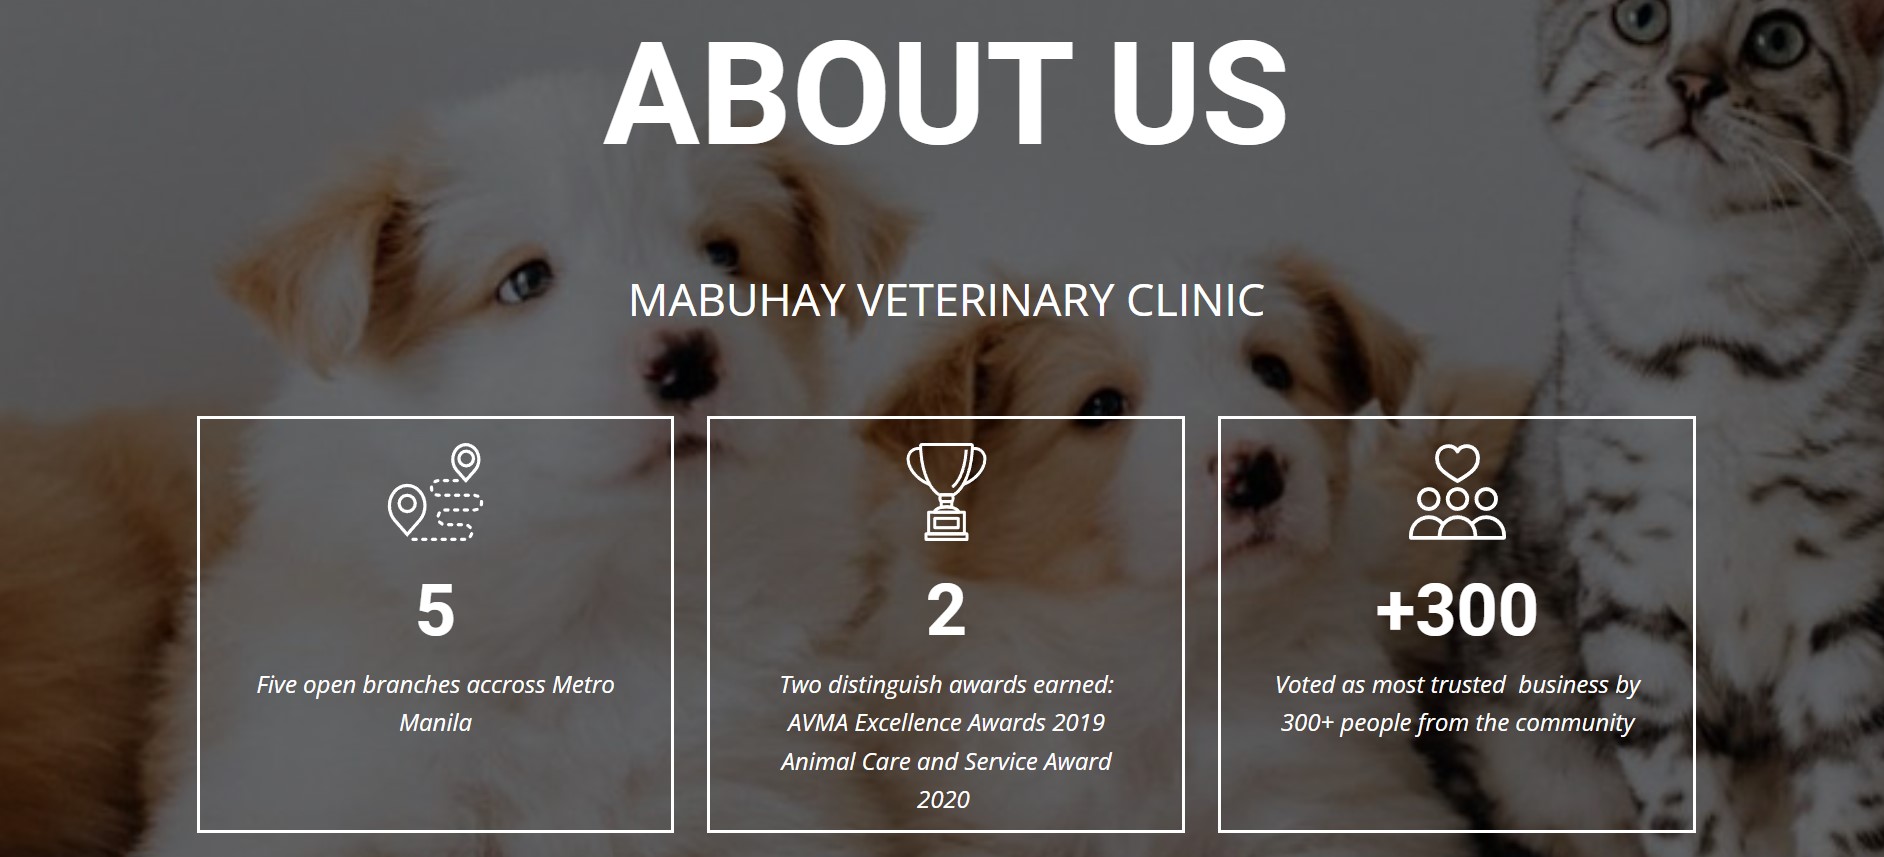 ABOUT US
MABUHAY VETERINARY CLINIC
5
Five open branches accross Metro
Manila
2
Two distinguish awards earned:
AVMA Excellence Awards 2019
Animal Care and Service Award
2020
+300
Voted as most trusted  business by
300+ people from the community